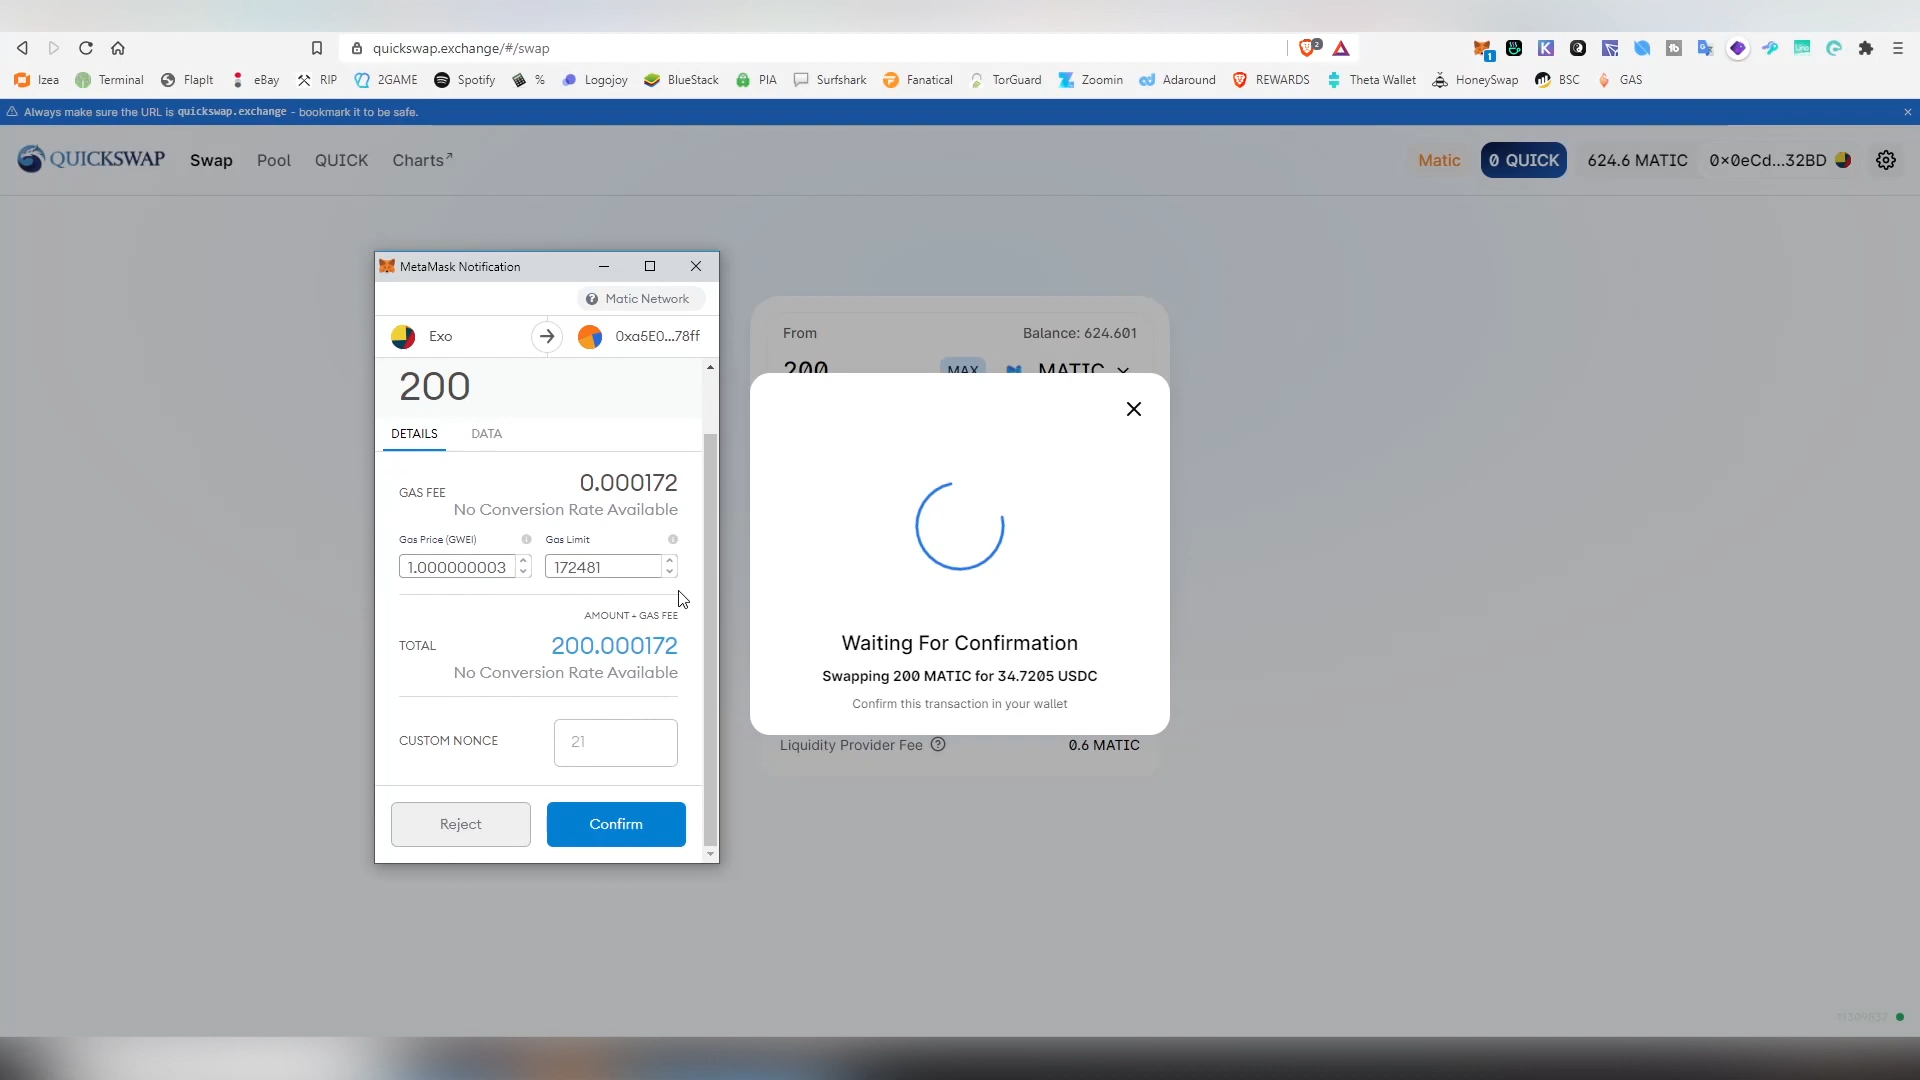 quickswap.exchange/#/swap
2
1
Izea Terminal FlapIt eBay RIP 2GAME Spotify % Logojoy BlueStack PIA Surfshark Fanatical TorGuard Zoomin Adaround REWARDS Theta Wallet HoneySwap BSC GAS
Always make sure the URL is quickswap.exchange - bookmark it to be safe.
QUICKSWAP Swap Pool QUICK Charts↗ Matic 0 QUICK 624.6 MATIC 0×0eCd...32BD
MetaMask Notification
Matic Network
Exo 0xa5E0...78ff
200
DETAILS DATA
GAS FEE 0.000172
No Conversion Rate Available
Gas Price (GWEI) Gas Limit
1.000000003 172481
AMOUNT + GAS FEE
TOTAL 200.000172
No Conversion Rate Available
CUSTOM NONCE 21
Reject Confirm
From Balance: 624.601
200 MAX MATIC
Waiting For Confirmation
Swapping 200 MATIC for 34.7205 USDC
Confirm this transaction in your wallet
Liquidity Provider Fee ? 0.6 MATIC